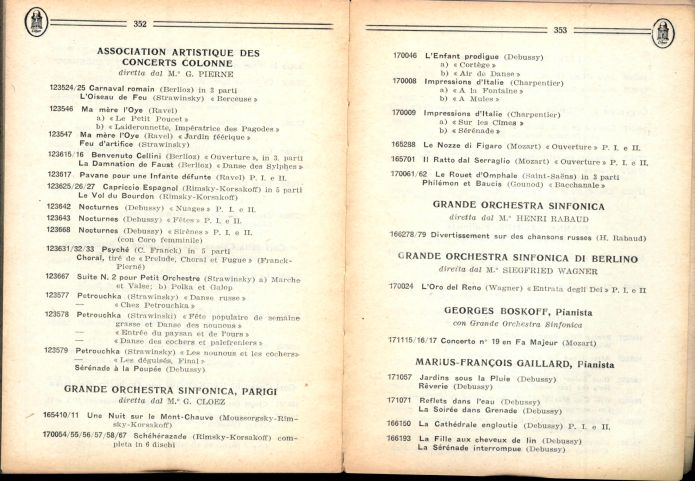 352
ASSOCIATION ARTISTIQUE DES
CONCERTS COLONNE
diretta dal M.° G. PIERNE
123524/25 Carnaval romain (Berlioz) in 3 parti
L'Oiseau de Feu (Strawinsky) « Berceuse »
123546 Ma mère l'Oye (Ravel)
a) « Le Petit Poucet »
b) « Laideronnette, Impératrice des Pagodes »
123547 Ma mère l'Oye (Ravel) « Jardin féérique »
Feu d'artifice (Strawinsky)
123615/16 Benvenuto Cellini (Berlioz) « Ouverture », in 3. parti
La Damnation de Faust (Berlioz) « Danse des Sylphes »
123617. Pavane pour une Infante défunte (Ravel) P. I. e II.
123625/26/27 Capriccio Espagnol (Rimsky-Korsakoff) in 5 parti
Le Vol du Bourdon (Rimsky-Korsakoff)
123642 Nocturnes (Debussy) « Nuages » P. I. e II.
123643 Nocturnes (Debussy) « Fêtes » P. I. e II.
123668 Nocturnes (Debussy) « Sirènes » P. I. e II.
(con Coro femminile)
123631/32/33 Psyché (C. Franck) in 5 parti
Choral, tiré de « Prelude, Choral et Fugue » (Franck-
Pierné)
123667 Suite N. 2 pour Petit Orchestre (Strawinsky) a) Marche
et Valse; b) Polka et Galop
123577 Petrouchka (Strawinsky) « Danse russe »
— « Chez Petrouchka »
123578 Petrouchka (Strawinski) « Fête populaire de semaine
grasse et Danse des nounous »
— « Entrée du paysan et de l'ours »
— « Danse des cochers et palefreniers »
123579 Petrouchka (Strawinsky) « Les nounous et les cochers»
— « Les déguisés, Final »
Sérénade à la Poupée (Debussy)
GRANDE ORCHESTRA SINFONICA, PARIGI
diretta dal M.° G. CLOEZ
165410/11 Une Nuit sur le Mont-Chauve (Moussorgsky-Rim-
sky-Korsakoff)
170054/55/56/57/58/67 Schéhérazade (Rimsky-Korsakoff) com-
pleta in 6 dischi
353
170046 L'Enfant prodigue (Debussy)
a) « Cortège »
b) « Air de Danse »
170008 Impressions d'Italie (Charpentier)
a) « A la Fontaine »
b) « A Mules »
170009 Impressions d'Italie (Charpentier)
a) « Sur les Cîmes »
b) « Sérénade »
165288 Le Nozze di Figaro (Mozart) « Ouverture » P. I. e II.
165701 Il Ratto dal Serraglio (Mozart) « Ouverture » P. I. e II.
170061/62 Le Rouet d'Omphale (Saint-Saëns) in 3 parti
Philémon et Baucis (Gounod) « Bacchanale »
GRANDE ORCHESTRA SINFONICA
diretta dal M.° HENRI RABAUD
166278/79 Divertissement sur des chansons russes (H. Rabaud)
GRANDE ORCHESTRA SINFONICA DI BERLINO
diretta dal M.° SIEGFRIED WAGNER
170024 L'Oro del Reno (Wagner) « Entrata degli Dei » P. I. e II
GEORGES BOSKOFF, Pianista
con Grande Orchestra Sinfonica
171115/16/17 Concerto n° 19 en Fa Majeur (Mozart)
MARIUS-FRANÇOIS GAILLARD, Pianista
171057 Jardins sous la Pluie (Debussy)
Rêverie (Debussy)
171071 Reflets dans l'eau (Debussy)
La Soirée dans Grenade (Debussy)
166150 La Cathédrale engloutie (Debussy) P. I. e II.
166193 La Fille aux cheveux de lin (Debussy)
La Sérénade interrompue (Debussy)